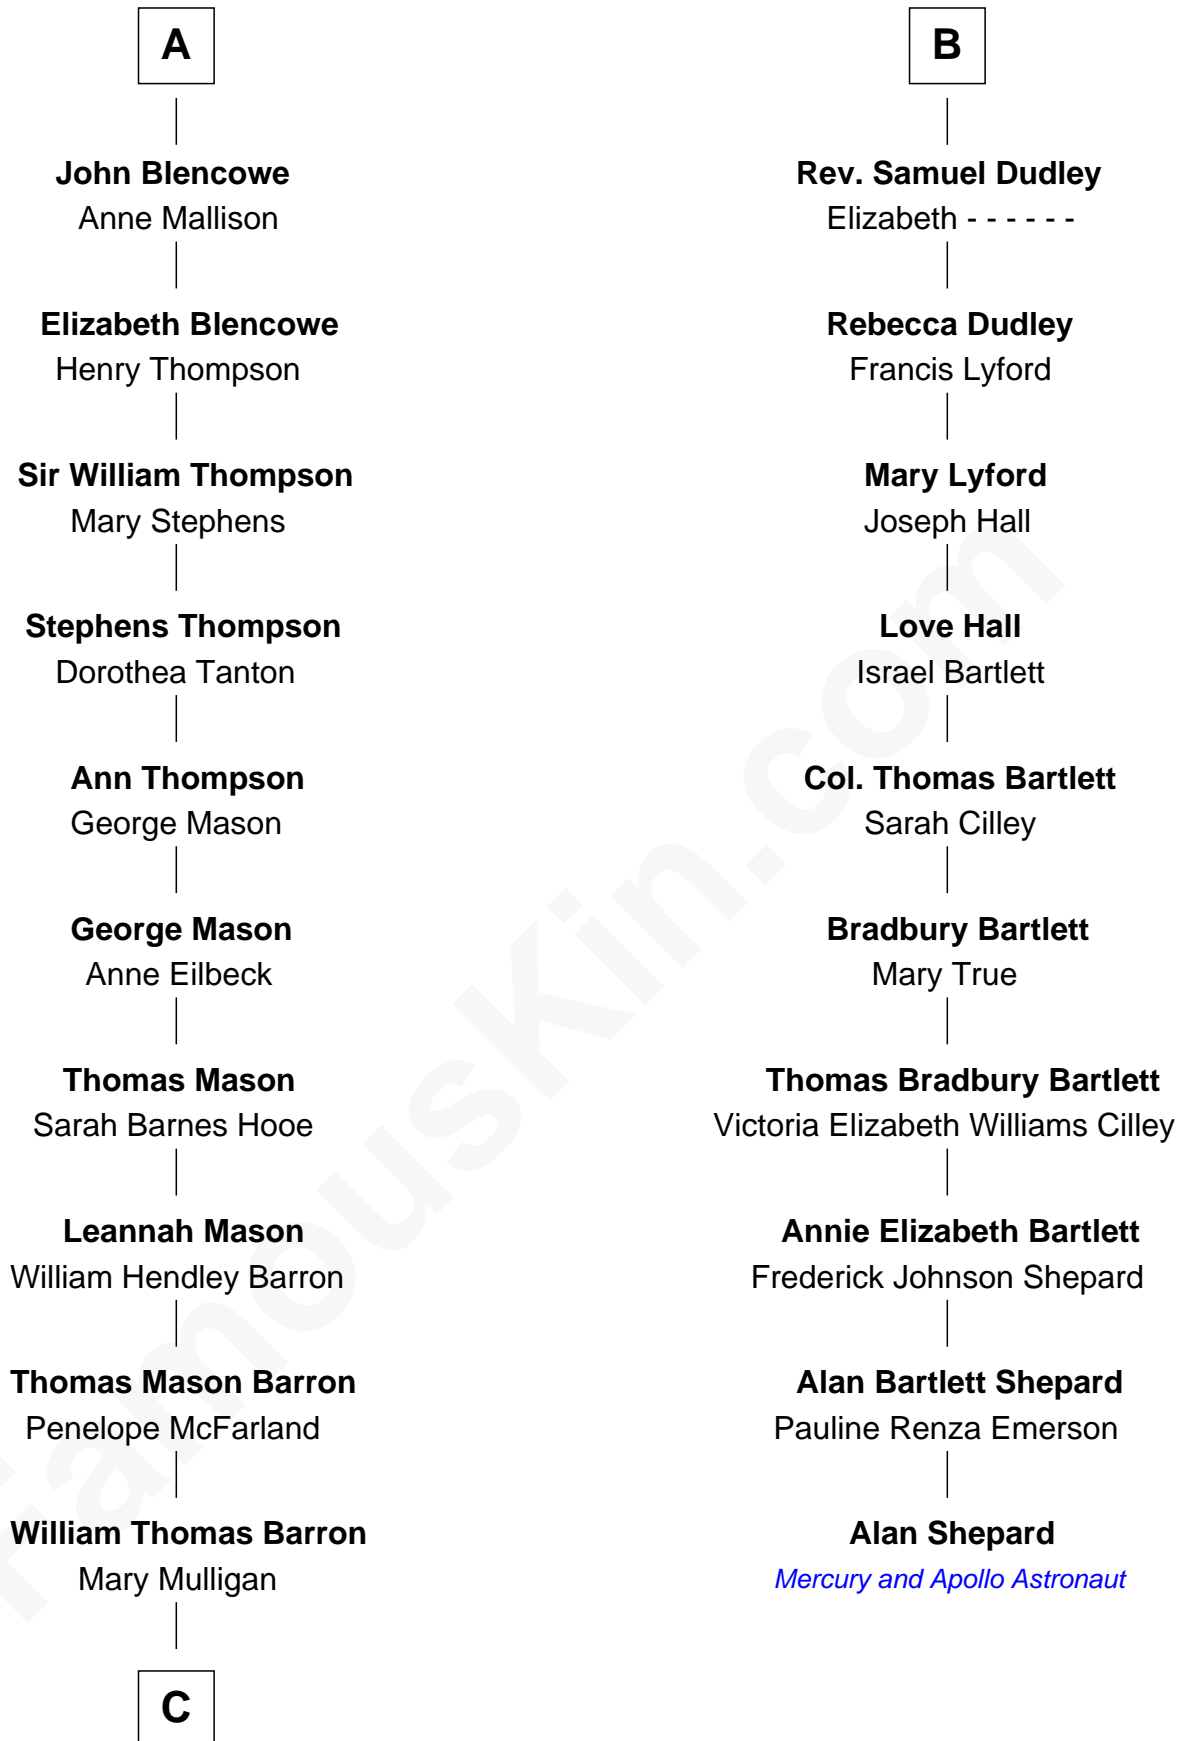 A
John Blencowe
Anne Mallison
Elizabeth Blencowe
Henry Thompson
Sir William Thompson
Mary Stephens
Stephens Thompson
Dorothea Tanton
Ann Thompson
George Mason
George Mason
Anne Eilbeck
Thomas Mason
Sarah Barnes Hooe
Leannah Mason
William Hendley Barron
Thomas Mason Barron
Penelope McFarland
William Thomas Barron
Mary Mulligan
C
B
Rev. Samuel Dudley
Elizabeth - - - - - -
Rebecca Dudley
Francis Lyford
Mary Lyford
Joseph Hall
Love Hall
Israel Bartlett
Col. Thomas Bartlett
Sarah Cilley
Bradbury Bartlett
Mary True
Thomas Bradbury Bartlett
Victoria Elizabeth Williams Cilley
Annie Elizabeth Bartlett
Frederick Johnson Shepard
Alan Bartlett Shepard
Pauline Renza Emerson
Alan Shepard
Mercury and Apollo Astronaut
FamousKin.com